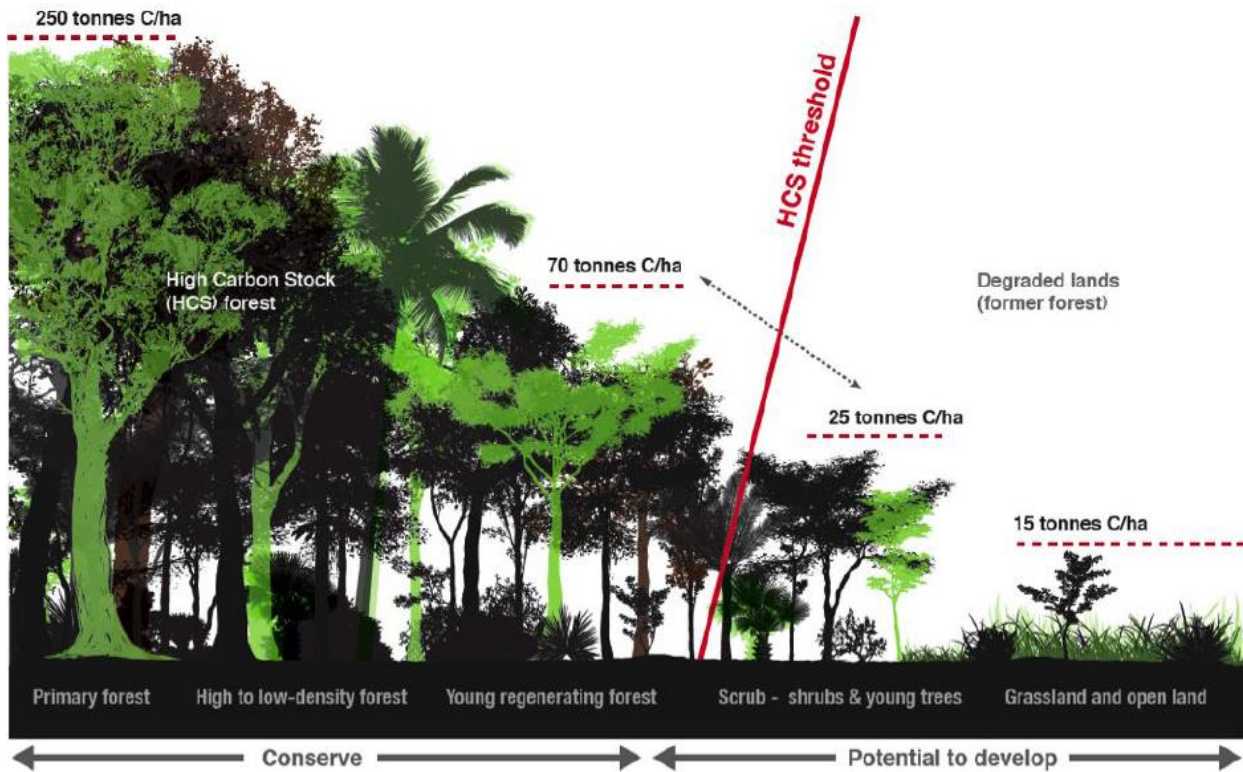 250 tonnes C/ha
HCS threshold
High Carbon Stock
(HCS) forest
70 tonnes C/ha
Degraded lands
(former forest)
25 tonnes C/ha
15 tonnes C/ha
Primary forest
High to low-density forest
Young regenerating forest
Scrub - shrubs & young trees
Grassland and open land
Conserve
Potential to develop